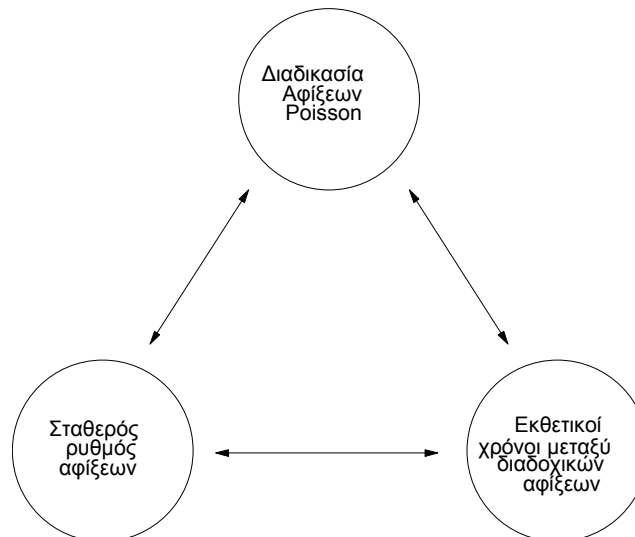 Διαδικασία
Αφίξεων
Poisson
Σταθερός
ρυθμός
αφίξεων
Εκθετικοί
χρόνοι μεταξύ
διαδοχικών
αφίξεων